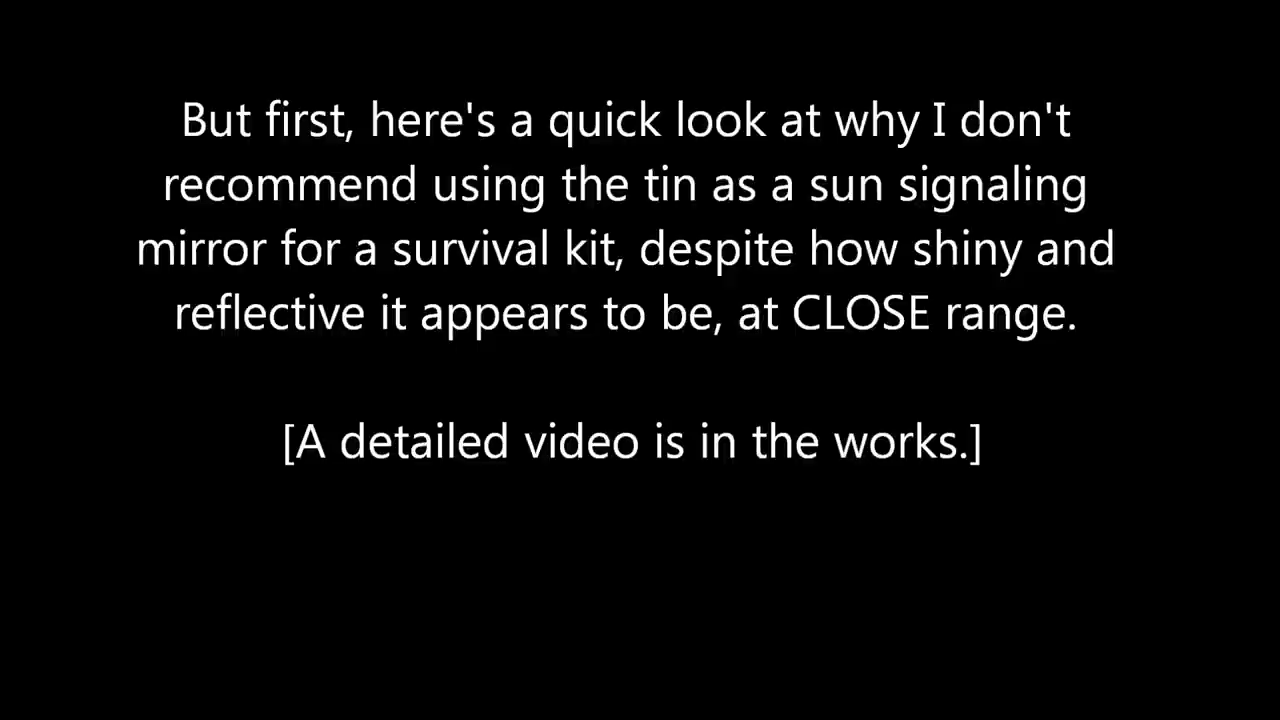 But first, here's a quick look at why I don't
recommend using the tin as a sun signaling
mirror for a survival kit, despite how shiny and
reflective it appears to be, at CLOSE range.
[A detailed video is in the works.]